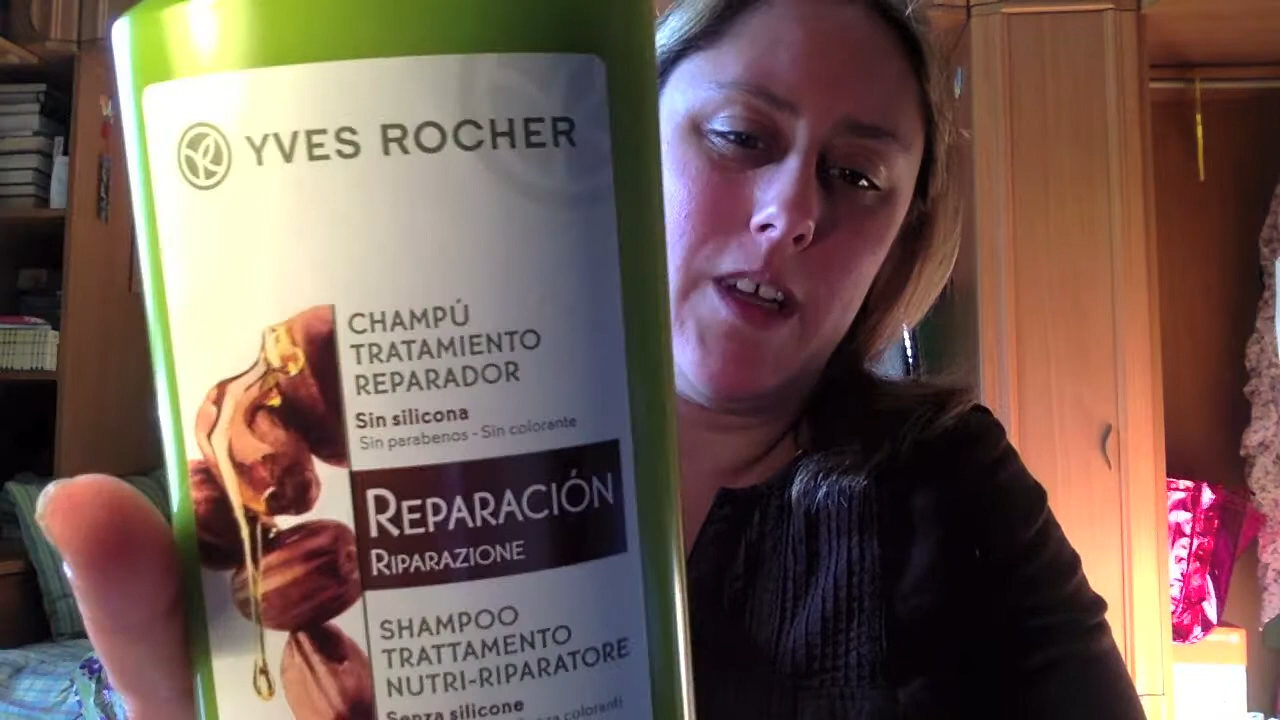 YVES ROCHER
CHAMPÚ
TRATAMIENTO
REPARADOR
Sin silicona
Sin parabenos - Sin colorante
REPARACIÓN
RIPARAZIONE
SHAMPOO
TRATTAMENTO
NUTRI-RIPARATORE
Senza silicone
coloranti